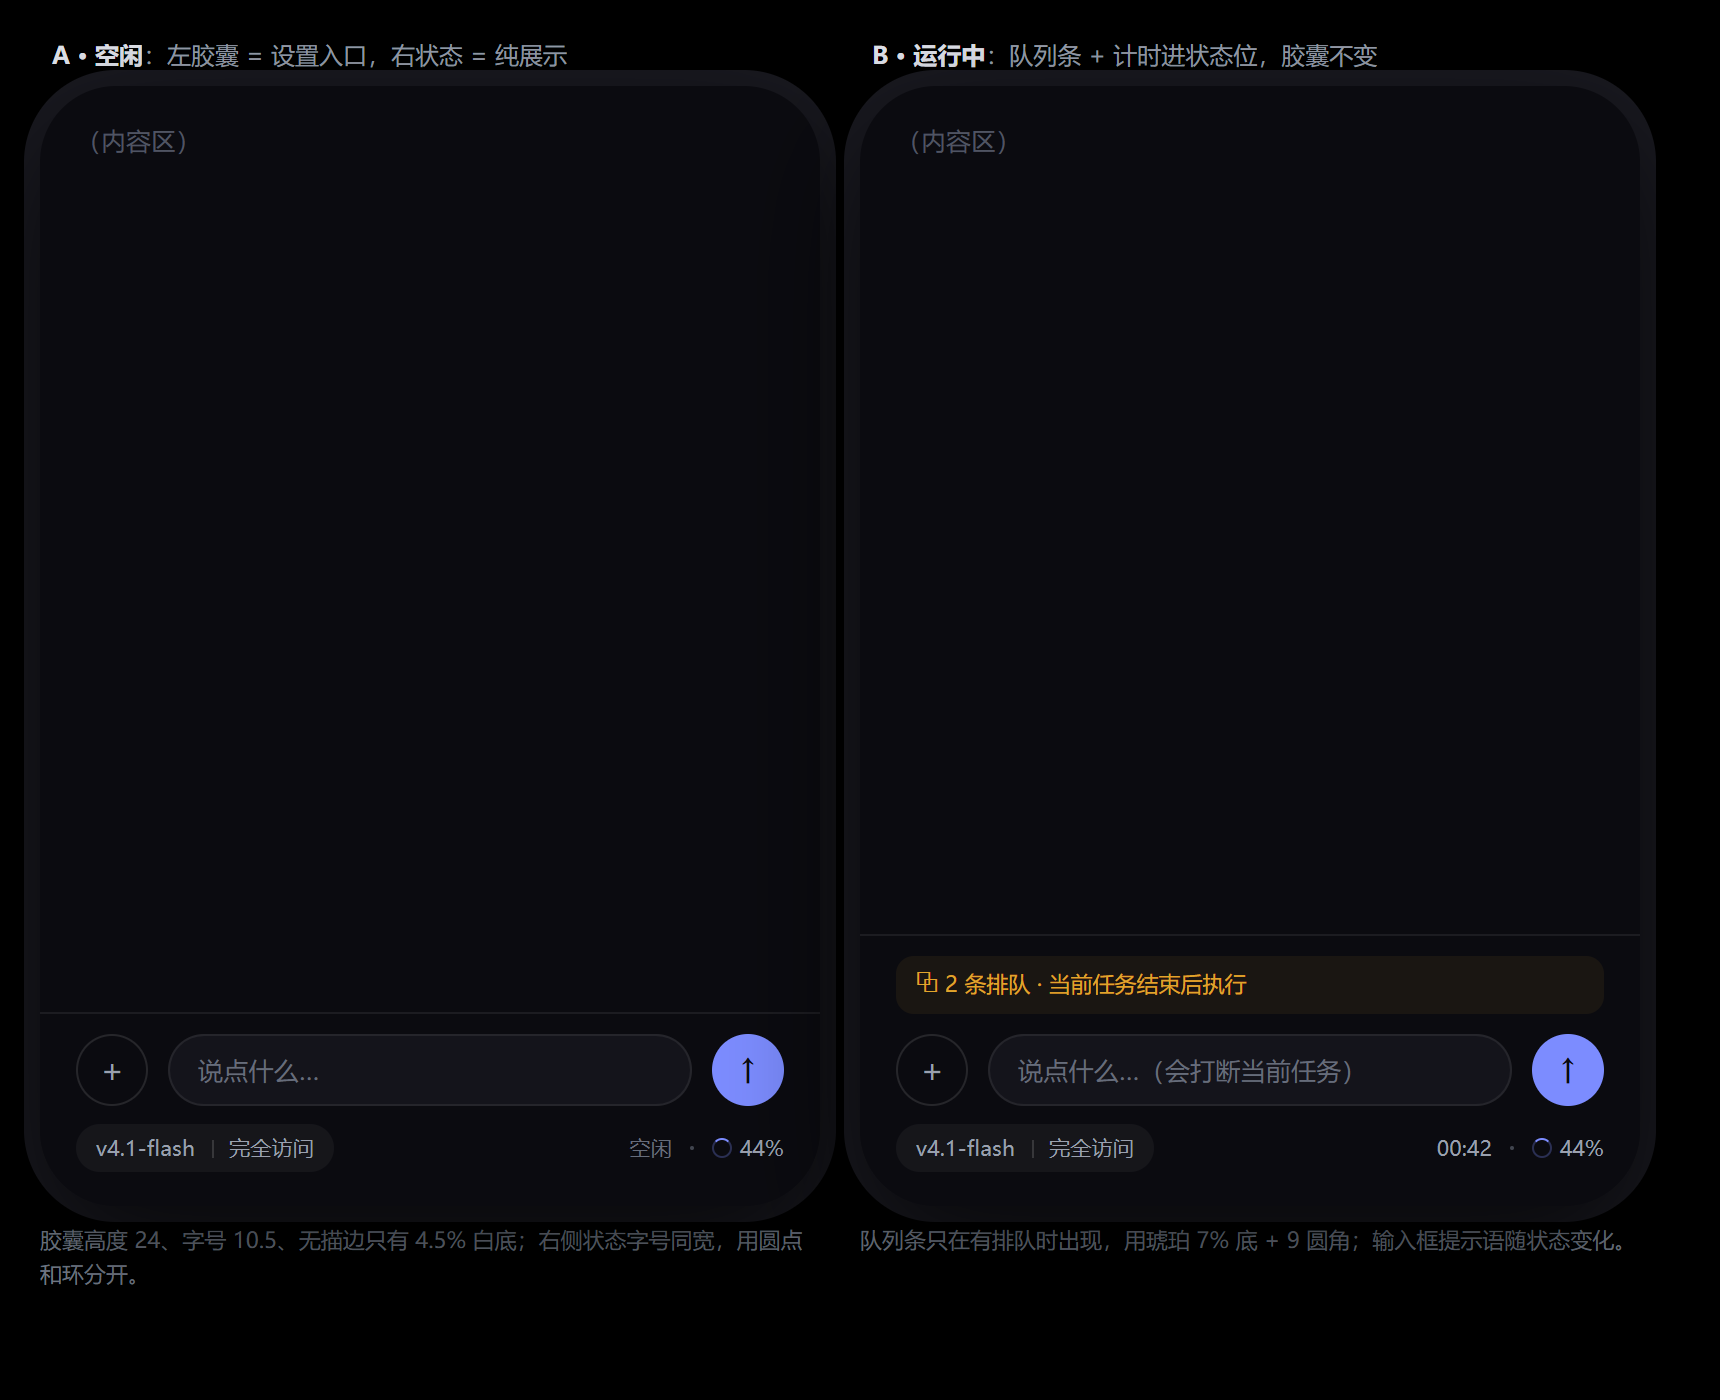 A • 空闲：左胶囊 = 设置入口，右状态 = 纯展示
（内容区）
+
说点什么...
↑
v4.1-flash | 完全访问
空闲 · 44%
胶囊高度 24、字号 10.5、无描边只有 4.5% 白底；右侧状态字号同宽，用圆点
和环分开。
B • 运行中：队列条 + 计时进状态位，胶囊不变
（内容区）
2 条排队 · 当前任务结束后执行
+
说点什么...（会打断当前任务）
↑
v4.1-flash | 完全访问
00:42 · 44%
队列条只在有排队时出现，用琥珀 7% 底 + 9 圆角；输入框提示语随状态变化。